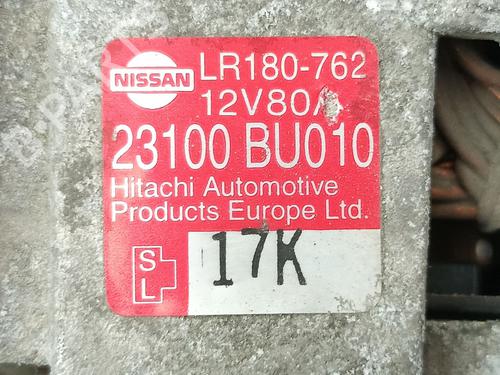 NISSAN LR180-762
12V80A
23100 BU010
Hitachi Automotive
Products Europe Ltd.
S
L
17K